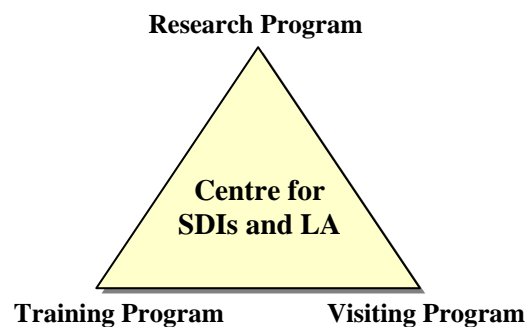 Research Program
Centre for
SDIs and LA
Training Program
Visiting Program